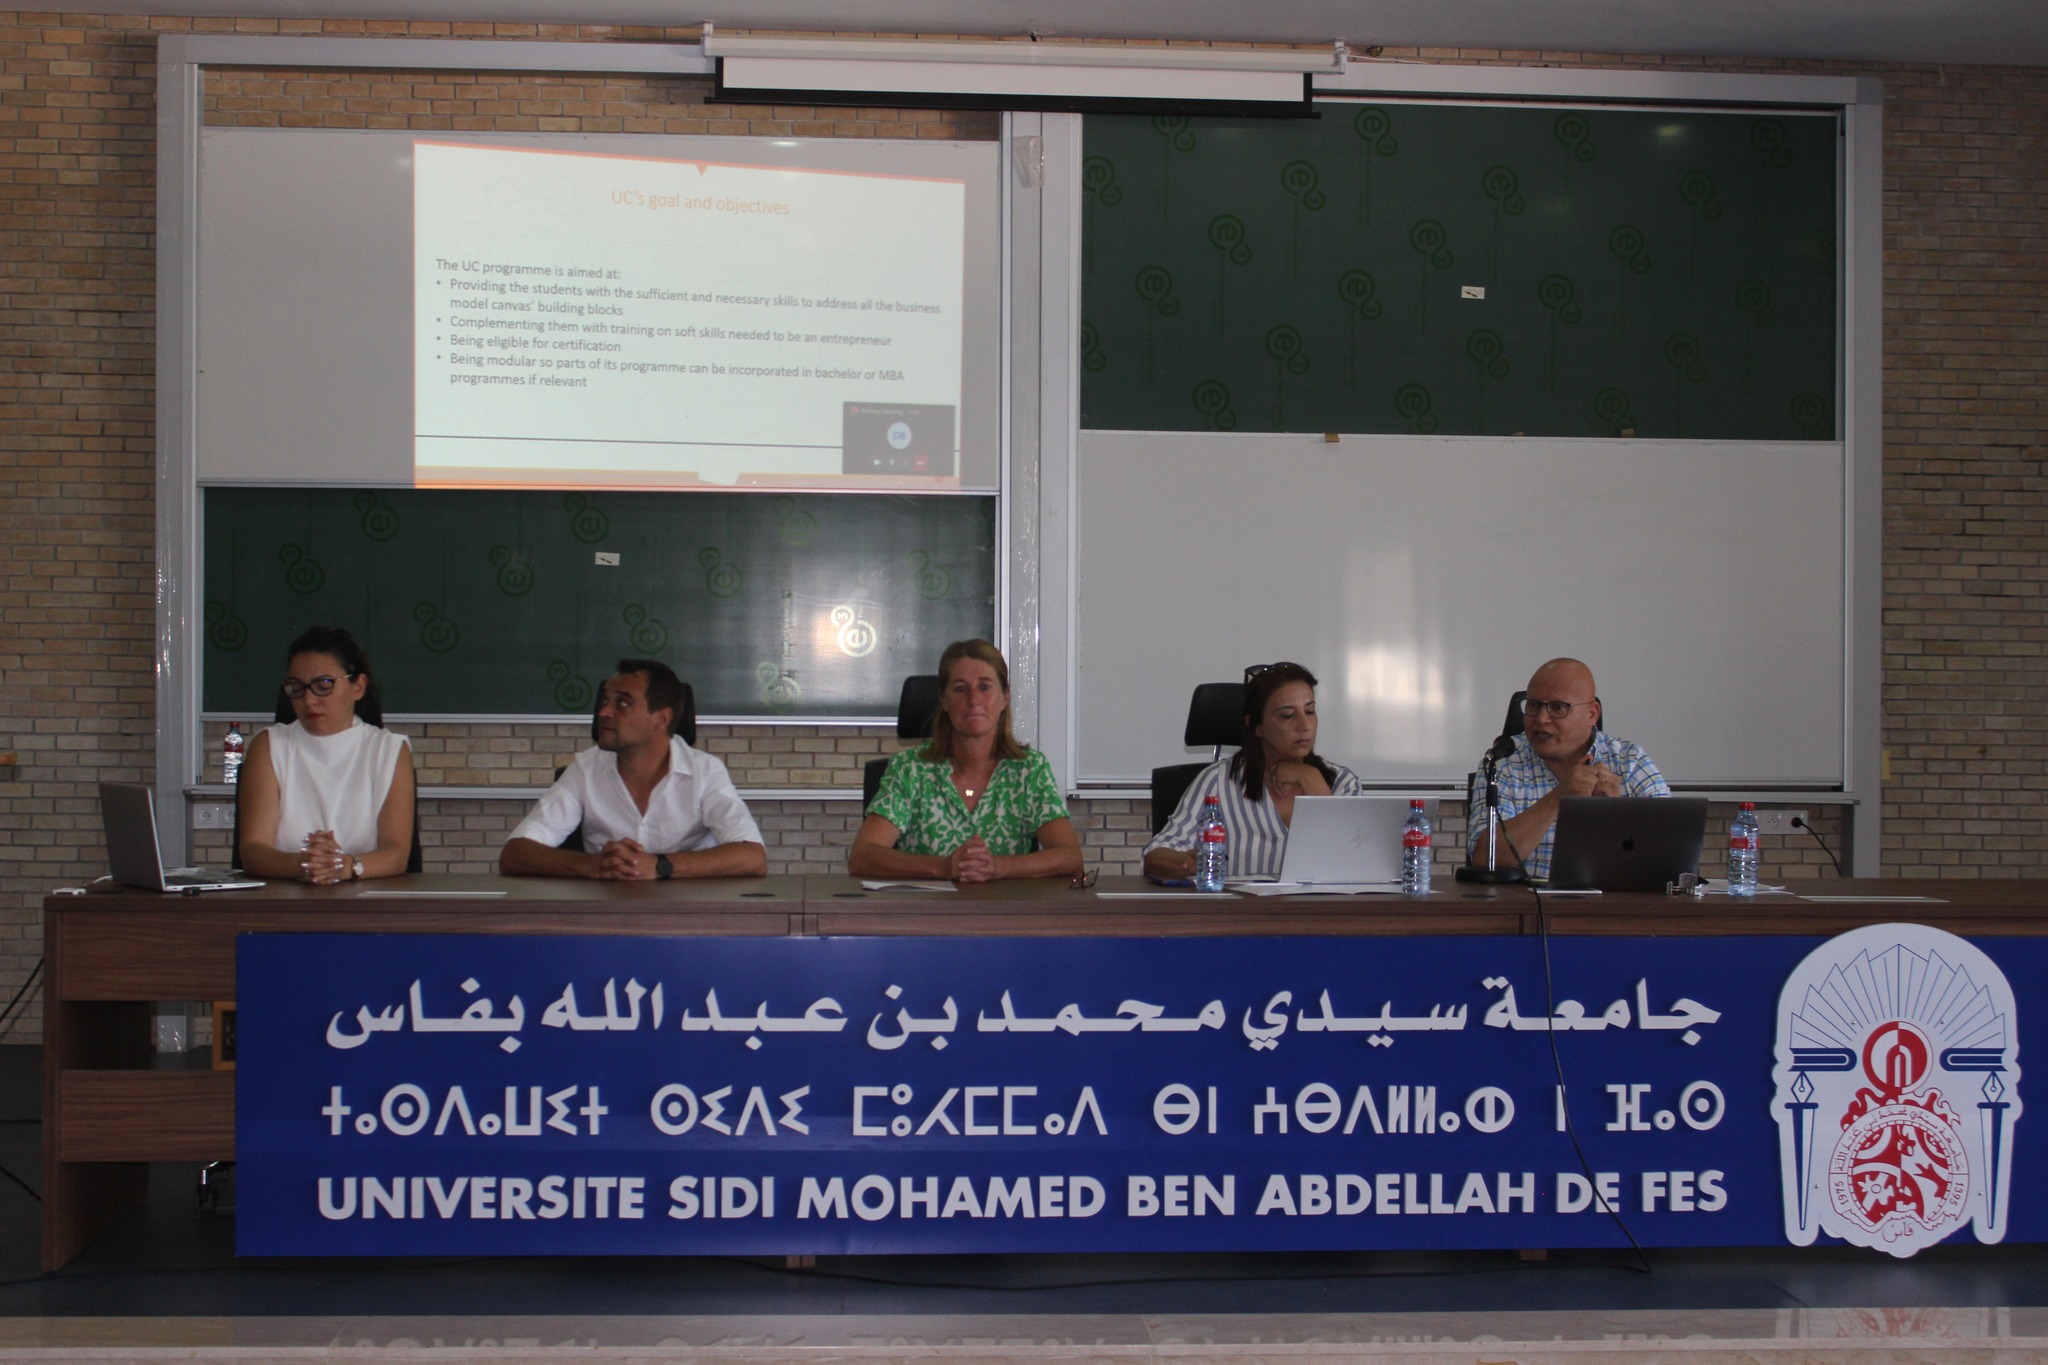 UC's goal and objectives
The UC programme is aimed at:
• Providing the students with the sufficient and necessary skills to address all the business
model canvas' building blocks
• Complementing them with training on soft skills needed to be an entrepreneur
• Being eligible for certification
• Being modular so parts of its programme can be incorporated in bachelor or MBA
programmes if relevant
DB
جامعة سيدي محمد بن عبد الله بفاس
ⵜⴰⵙⴷⴰⵡⵉⵜ ⵙⵉⴷⵉ ⵎⵓⵃⵎⵎⴰⴷ ⴱⵏ ⵄⴱⴷⵍⵍⴰⵀ ⵏ ⴼⴰⵙ
UNIVERSITE SIDI MOHAMED BEN ABDELLAH DE FES
1975
1395
فاس